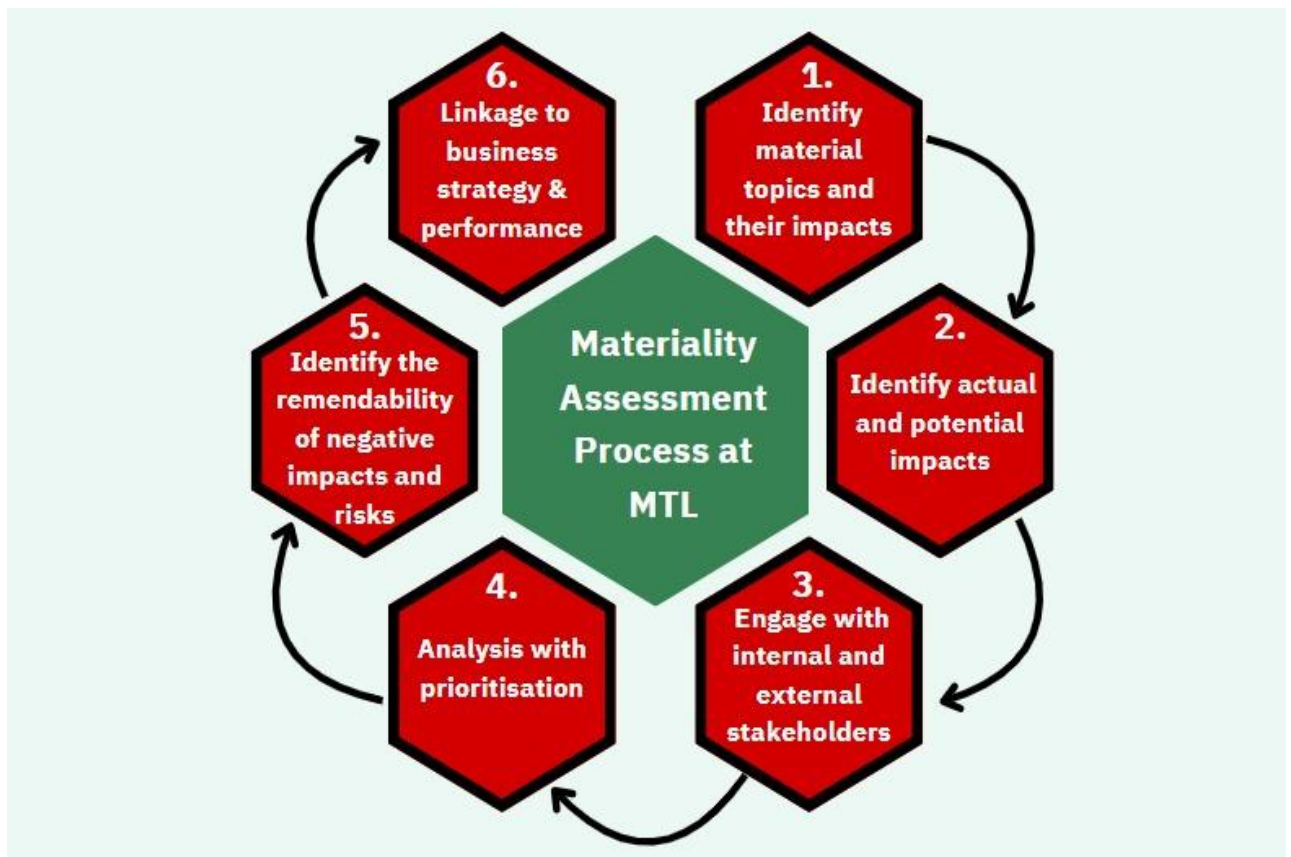 Materiality
Assessment
Process at
MTL
1.
Identify
material
topics and
their impacts
2.
Identify actual
and potential
impacts
3.
Engage with
internal and
external
stakeholders
4.
Analysis with
prioritisation
5.
Identify the
remendability
of negative
impacts and
risks
6.
Linkage to
business
strategy &
performance